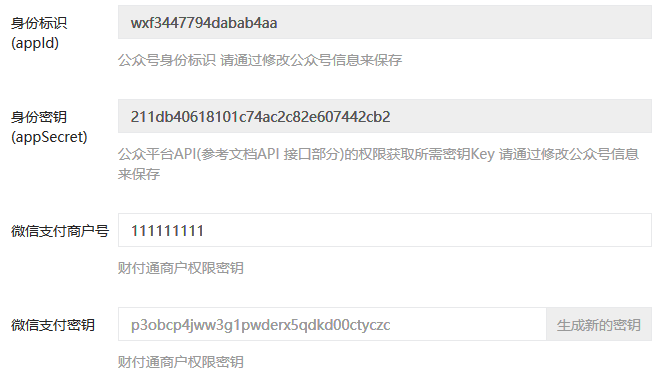 身份标识
(appId)
wxf3447794dabab4aa
公众号身份标识 请通过修改公众号信息来保存
身份密钥
(appSecret)
211db40618101c74ac2c82e607442cb2
公众平台API(参考文档API 接口部分)的权限获取所需密钥Key 请通过修改公众号信息
来保存
微信支付商户号
111111111
财付通商户权限密钥
微信支付密钥
p3obcp4jww3g1pwderx5qdkd00ctyczc
生成新的密钥
财付通商户权限密钥